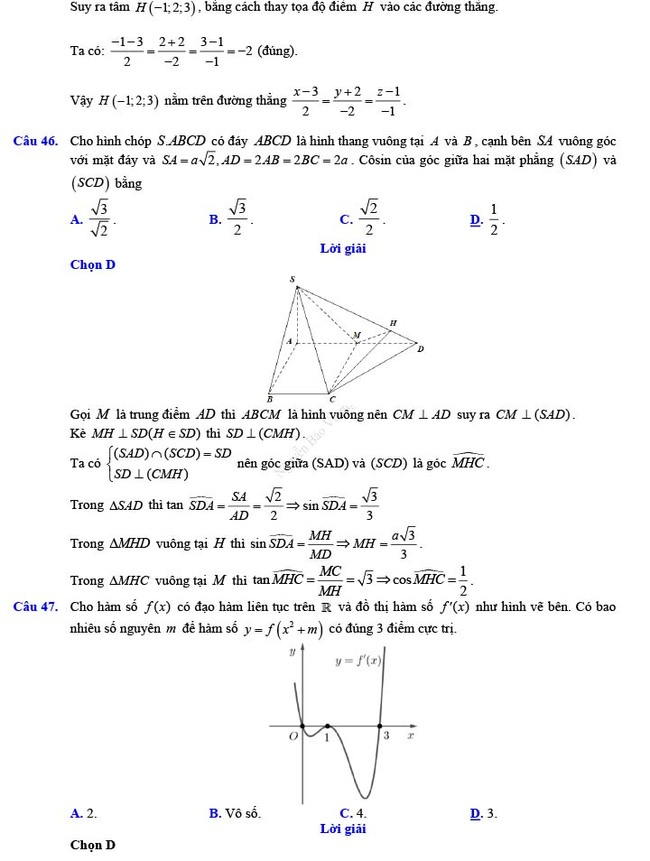 Suy ra tâm H(−1;2;3), bằng cách thay tọa độ điểm H vào các đường thẳng.
Ta có: (−1−3)/2 = (2+2)/−2 = (3−1)/−1 = −2 (đúng).
Vậy H(−1;2;3) nằm trên đường thẳng (x−3)/2 = (y+2)/−2 = (z−1)/−1.
Câu 46. Cho hình chóp S.ABCD có đáy ABCD là hình thang vuông tại A và B, cạnh bên SA vuông góc
với mặt đáy và SA = a√2, AD = 2AB = 2BC = 2a. Côsin của góc giữa hai mặt phẳng (SAD) và
(SCD) bằng
A. √3/√2. B. √3/2. C. √2/2. D. 1/2.
Lời giải
Chọn D
S
H
A M D
B C
Gọi M là trung điểm AD thì ABCM là hình vuông nên CM ⊥ AD suy ra CM ⊥ (SAD).
Kẻ MH ⊥ SD(H ∈ SD) thì SD ⊥ (CMH).
Ta có {(SAD)∩(SCD) = SD
SD ⊥ (CMH) nên góc giữa (SAD) và (SCD) là góc MHC.
Trong ΔSAD thì tan SDA = SA/AD = √2/2 ⇒ sin SDA = √3/3
Trong ΔMHD vuông tại H thì sin SDA = MH/MD ⇒ MH = a√3/3.
Trong ΔMHC vuông tại M thì tan MHC = MC/MH = √3 ⇒ cos MHC = 1/2.
Câu 47. Cho hàm số f(x) có đạo hàm liên tục trên ℝ và đồ thị hàm số f′(x) như hình vẽ bên. Có bao
nhiêu số nguyên m để hàm số y = f(x²+m) có đúng 3 điểm cực trị.
y
y = f′(x)
O 1 3 x
A. 2. B. Vô số. C. 4. D. 3.
Lời giải
Chọn D